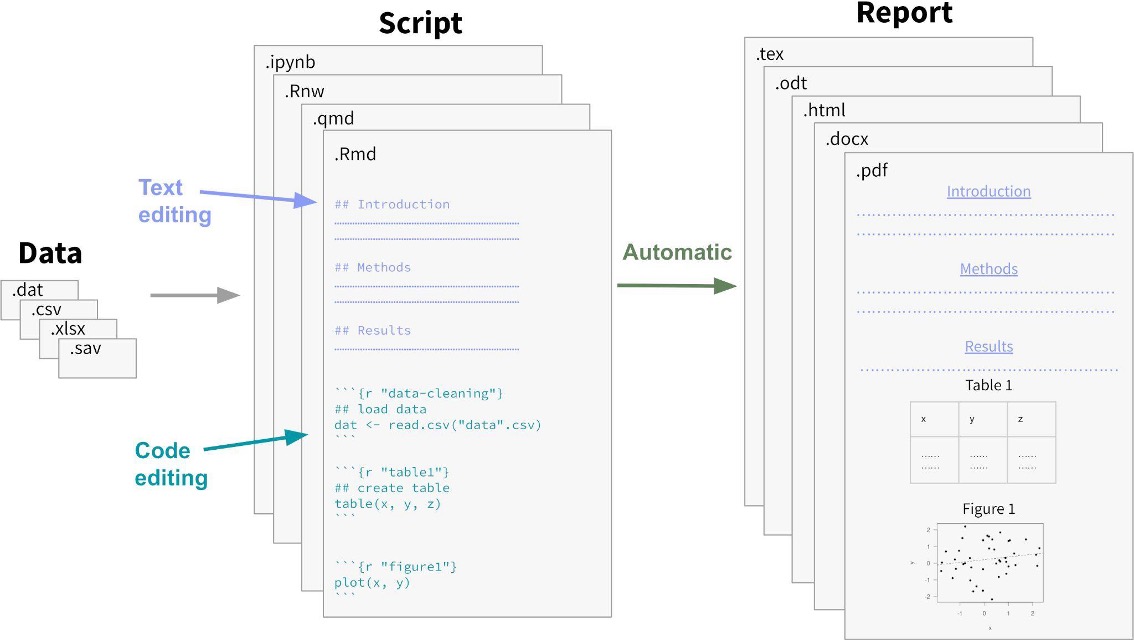 Script
Report
.ipynb
.Rnw
.qmd
.Rmd
Text
editing
## Introduction
## Methods
## Results
```{r "data-cleaning"}
## load data
dat <- read.csv("data".csv)
```
```{r "table1"}
## create table
table(x, y, z)
```
```{r "figure1"}
plot(x, y)
```
Code
editing
Data
.dat
.csv
.xlsx
.sav
Automatic
.tex
.odt
.html
.docx
.pdf
Introduction
Methods
Results
Table 1
x y z
Figure 1
2
1
0
-1
-2
y
-1 0 1 2
x